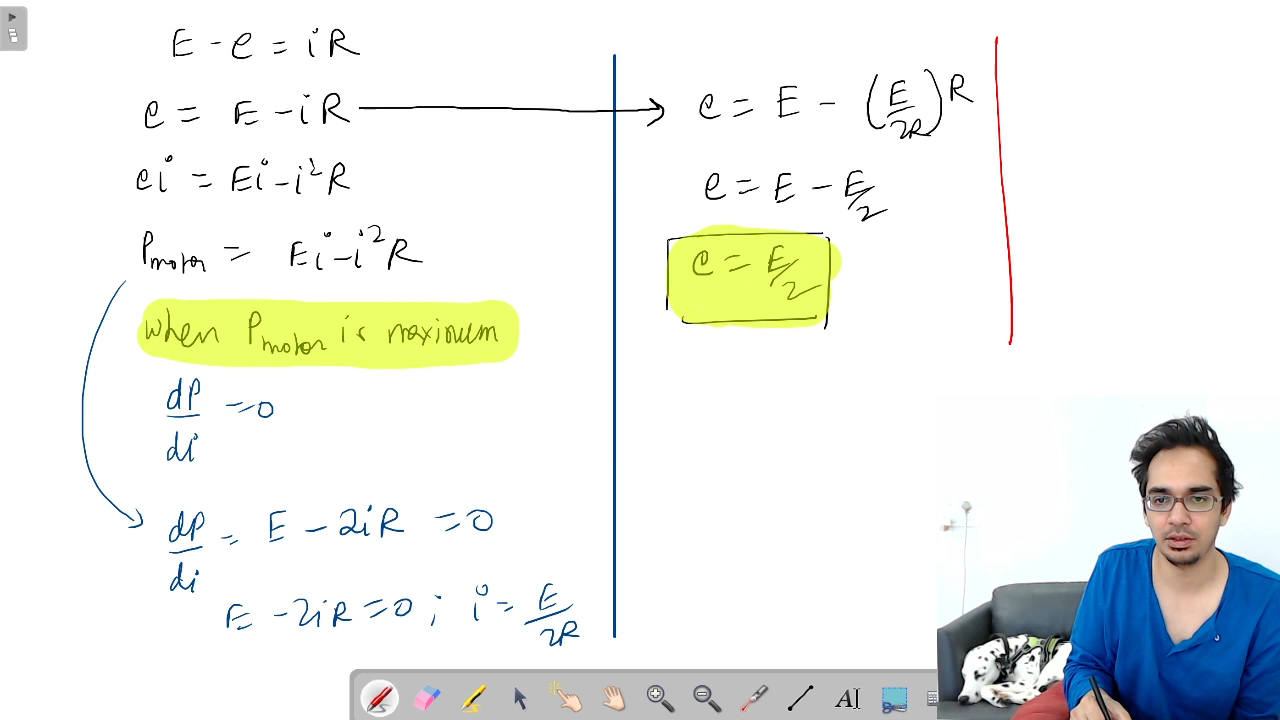 E - e = iR
e = E - iR
ei = Ei - i²R
Pmotor = Ei - i²R
when Pmotor is maximum
dP/di = 0
dP/di = E - 2iR = 0
E - 2iR = 0 ; i = E/2R
e = E - (E/2R)R
e = E - E/2
e = E/2
AI